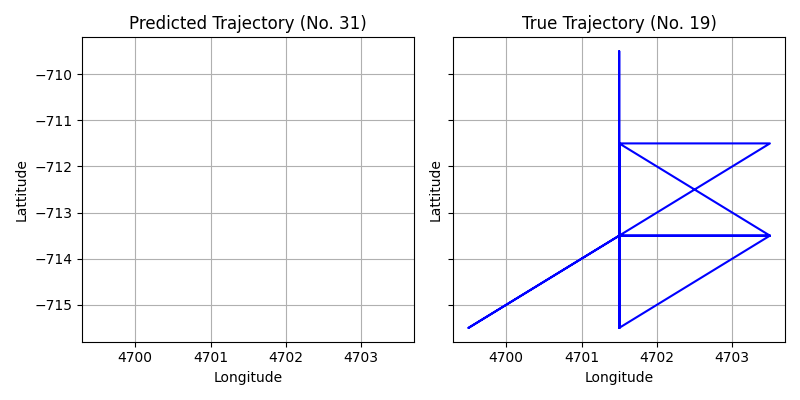 Predicted Trajectory (No. 31)
True Trajectory (No. 19)
Lattitude
−710
−711
−712
−713
−714
−715
4700
4701
4702
4703
Longitude
Lattitude
4700
4701
4702
4703
Longitude